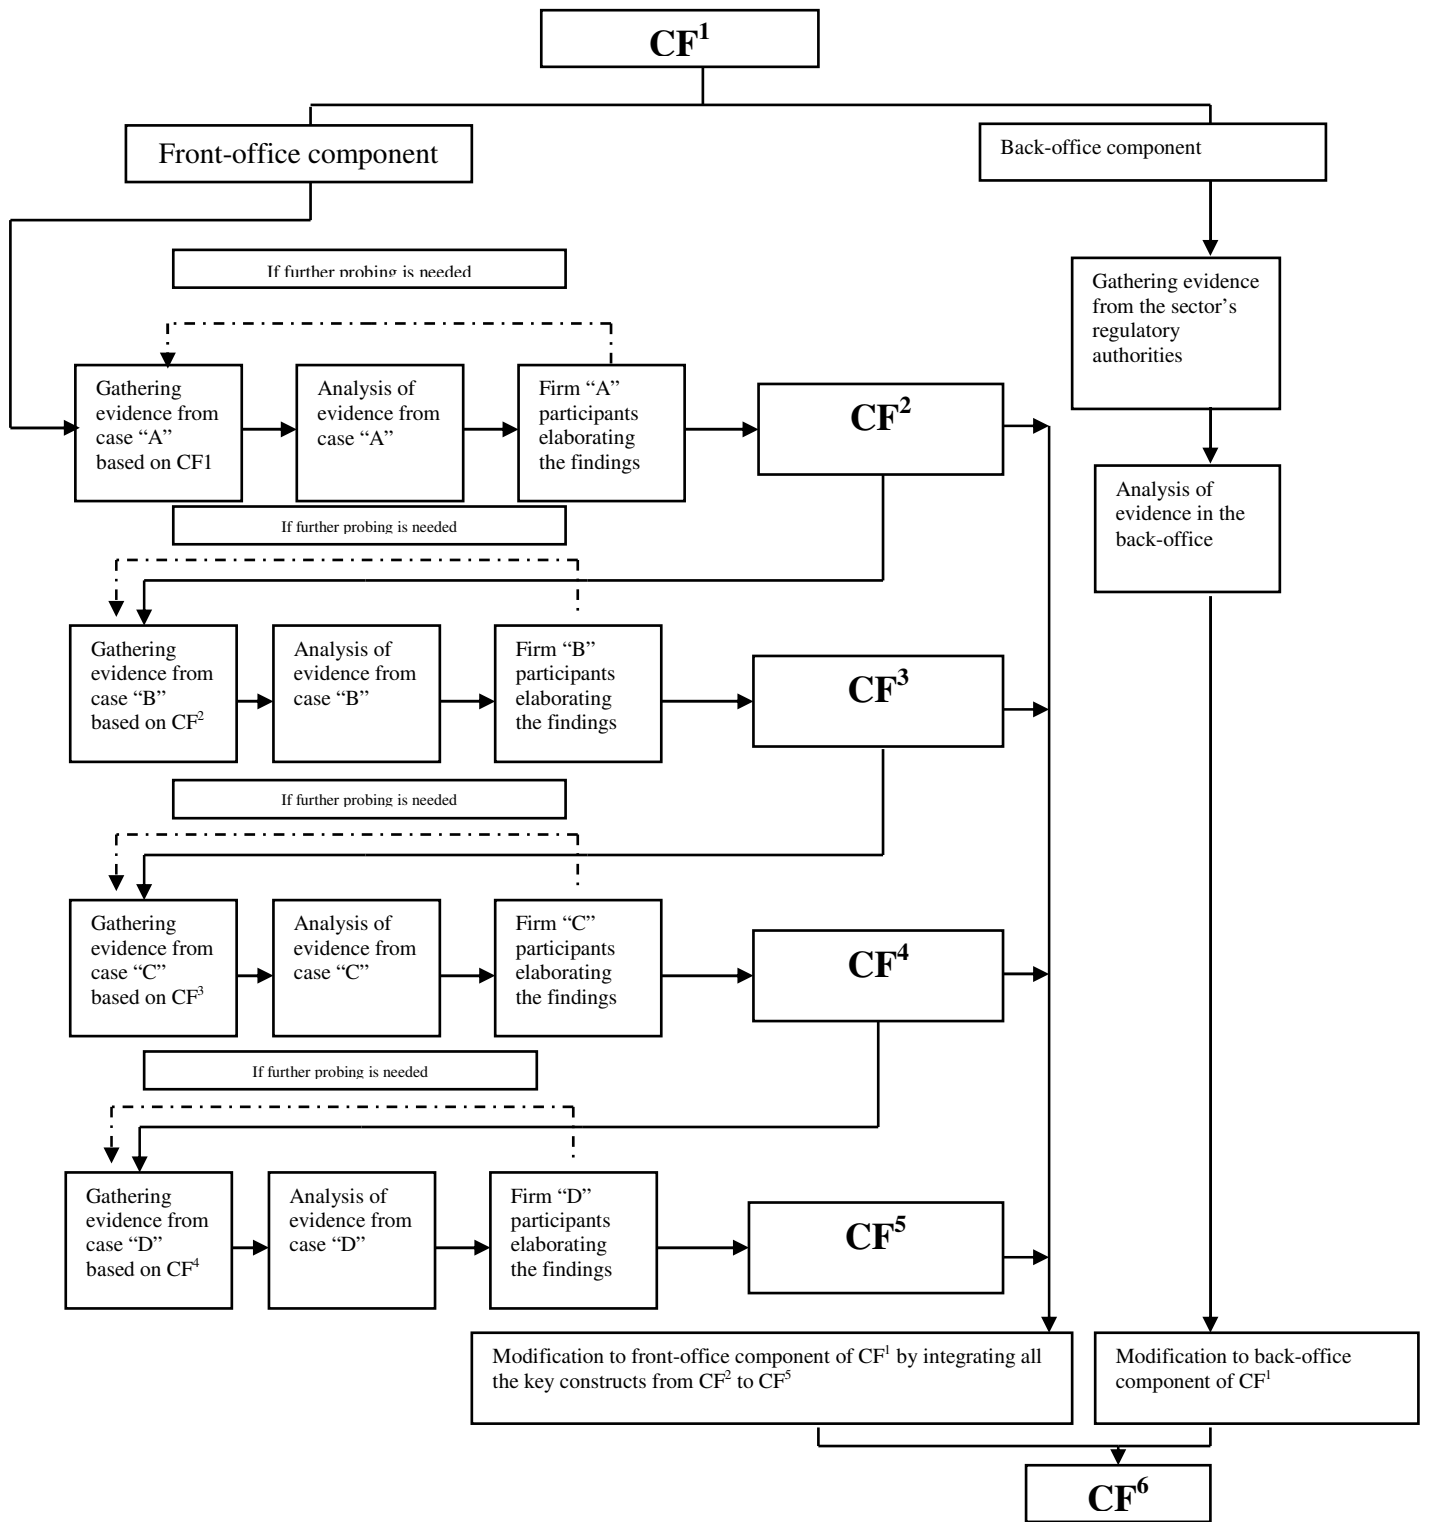 CF¹
Front-office component
Back-office component
If further probing is needed
Gathering evidence
from the sector’s
regulatory
authorities
Gathering
evidence from
case “A”
based on CF1
Analysis of
evidence from
case “A”
Firm “A”
participants
elaborating
the findings
CF²
Analysis of
evidence in the
back-office
If further probing is needed
Gathering
evidence from
case “B”
based on CF²
Analysis of
evidence from
case “B”
Firm “B”
participants
elaborating
the findings
CF³
If further probing is needed
Gathering
evidence from
case “C”
based on CF³
Analysis of
evidence from
case “C”
Firm “C”
participants
elaborating
the findings
CF⁴
If further probing is needed
Gathering
evidence from
case “D”
based on CF⁴
Analysis of
evidence from
case “D”
Firm “D”
participants
elaborating
the findings
CF⁵
Modification to front-office component of CF¹ by integrating all
the key constructs from CF² to CF⁵
Modification to back-office
component of CF¹
CF⁶